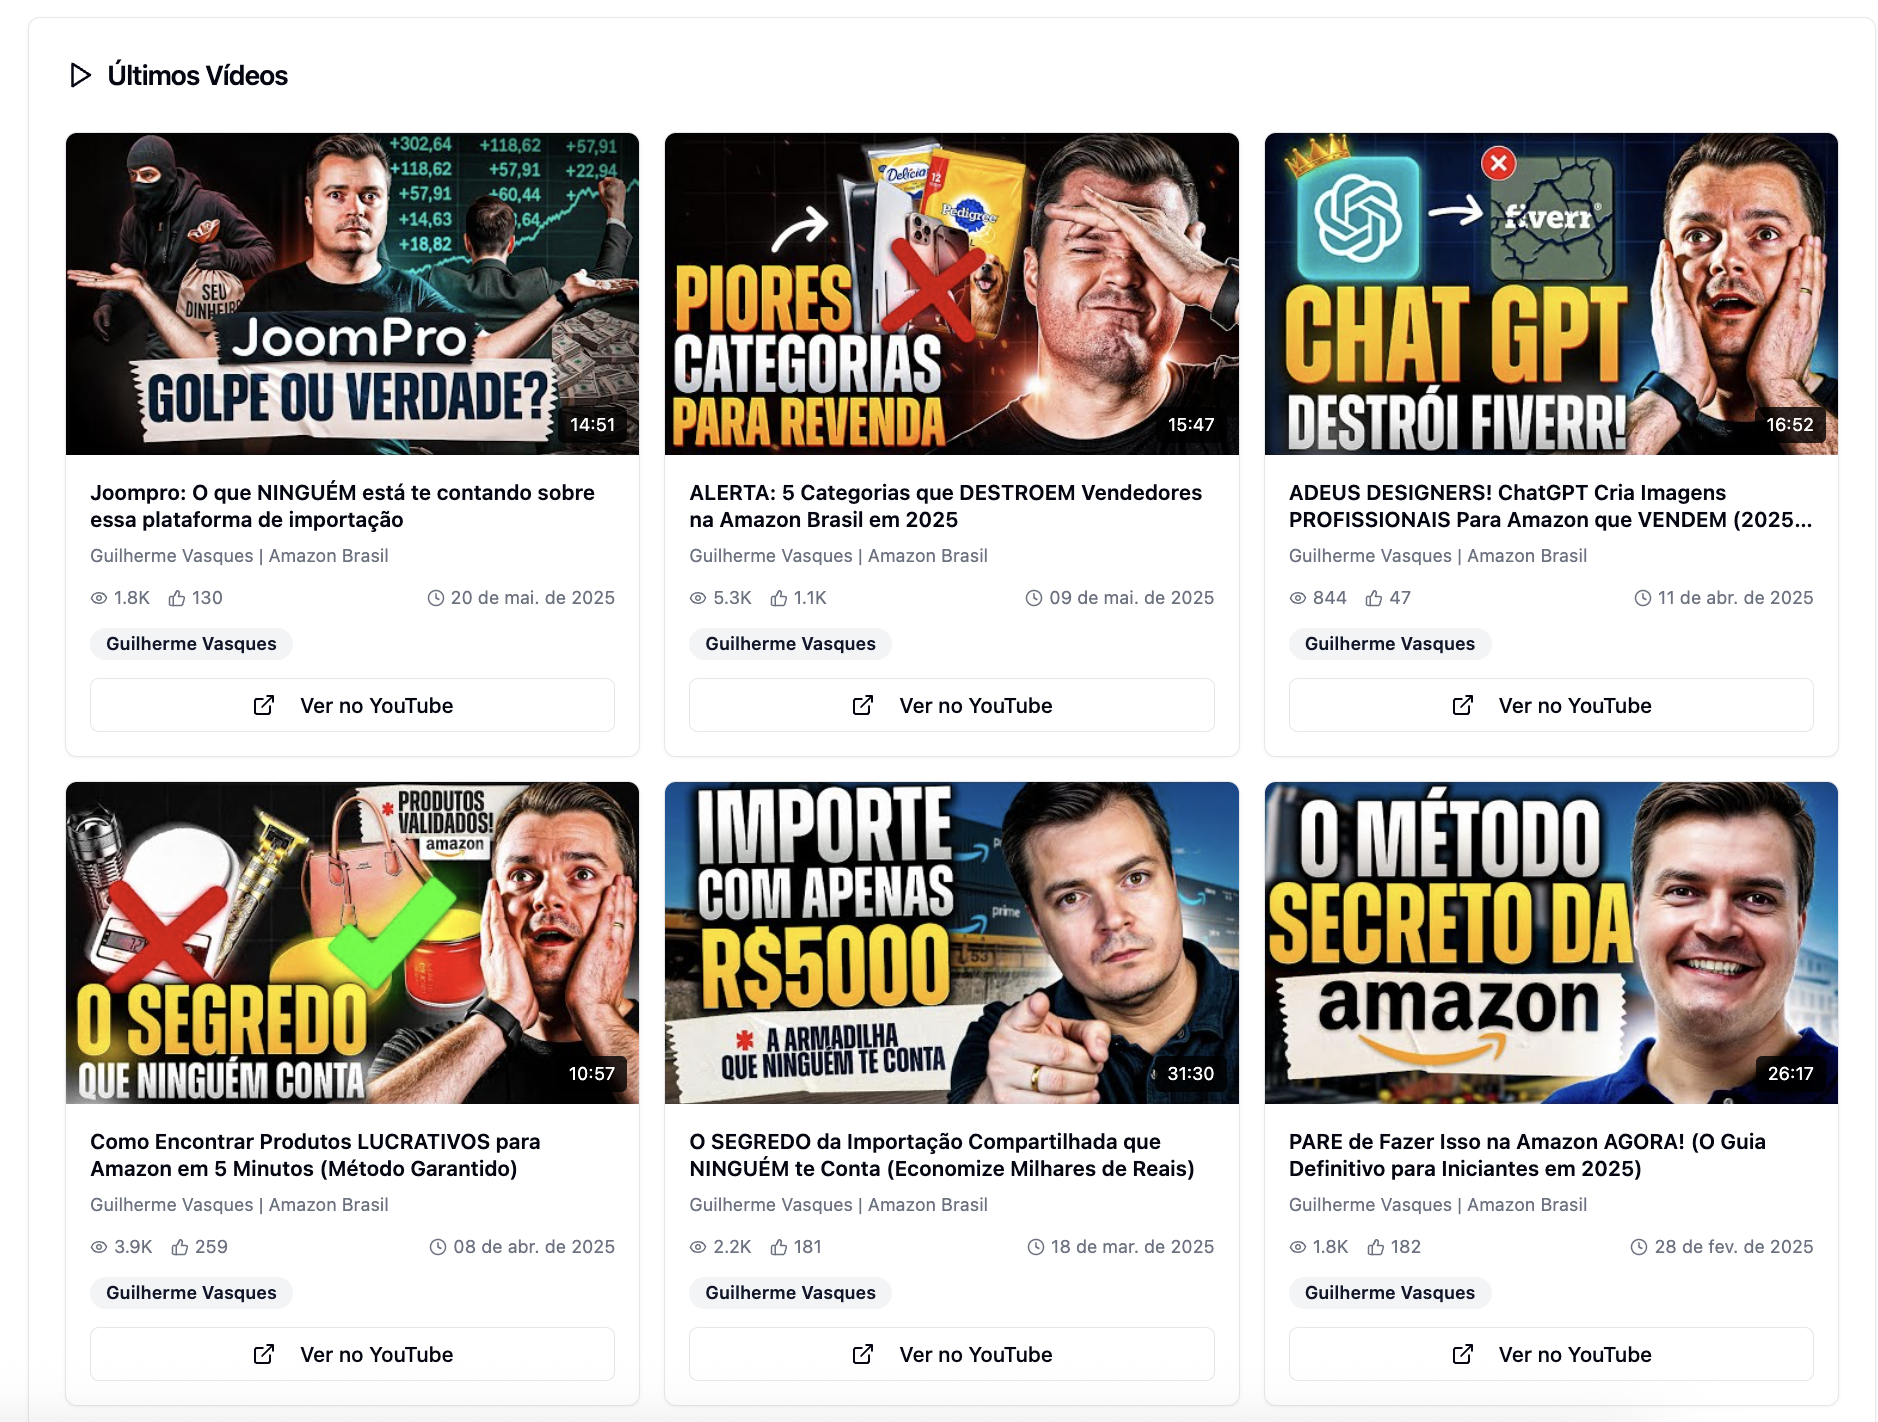 Últimos Vídeos
+302,64 +118,62 +57,91
+118,62 +57,91 +22,94
+57,91 +60,44
+14,63
+18,82
SEU
DINHEIRO
JoomPro
GOLPE OU VERDADE?
14:51
Joompro: O que NINGUÉM está te contando sobre
essa plataforma de importação
Guilherme Vasques | Amazon Brasil
1.8K 130 20 de mai. de 2025
Guilherme Vasques
Ver no YouTube
Pedigree
PIORES
CATEGORIAS
PARA REVENDA
15:47
ALERTA: 5 Categorias que DESTROEM Vendedores
na Amazon Brasil em 2025
Guilherme Vasques | Amazon Brasil
5.3K 1.1K 09 de mai. de 2025
Guilherme Vasques
Ver no YouTube
fiverr®
CHAT GPT
DESTRÓI FIVERR!
16:52
ADEUS DESIGNERS! ChatGPT Cria Imagens
PROFISSIONAIS Para Amazon que VENDEM (2025...
Guilherme Vasques | Amazon Brasil
844 47 11 de abr. de 2025
Guilherme Vasques
Ver no YouTube
* PRODUTOS
VALIDADOS!
amazon
O SEGREDO
QUE NINGUÉM CONTA
10:57
Como Encontrar Produtos LUCRATIVOS para
Amazon em 5 Minutos (Método Garantido)
Guilherme Vasques | Amazon Brasil
3.9K 259 08 de abr. de 2025
Guilherme Vasques
Ver no YouTube
IMPORTE
COM APENAS
R$5000
prime
53
* A ARMADILHA
QUE NINGUÉM TE CONTA
31:30
O SEGREDO da Importação Compartilhada que
NINGUÉM te Conta (Economize Milhares de Reais)
Guilherme Vasques | Amazon Brasil
2.2K 181 18 de mar. de 2025
Guilherme Vasques
Ver no YouTube
O MÉTODO
SECRETO DA
amazon
26:17
PARE de Fazer Isso na Amazon AGORA! (O Guia
Definitivo para Iniciantes em 2025)
Guilherme Vasques | Amazon Brasil
1.8K 182 28 de fev. de 2025
Guilherme Vasques
Ver no YouTube